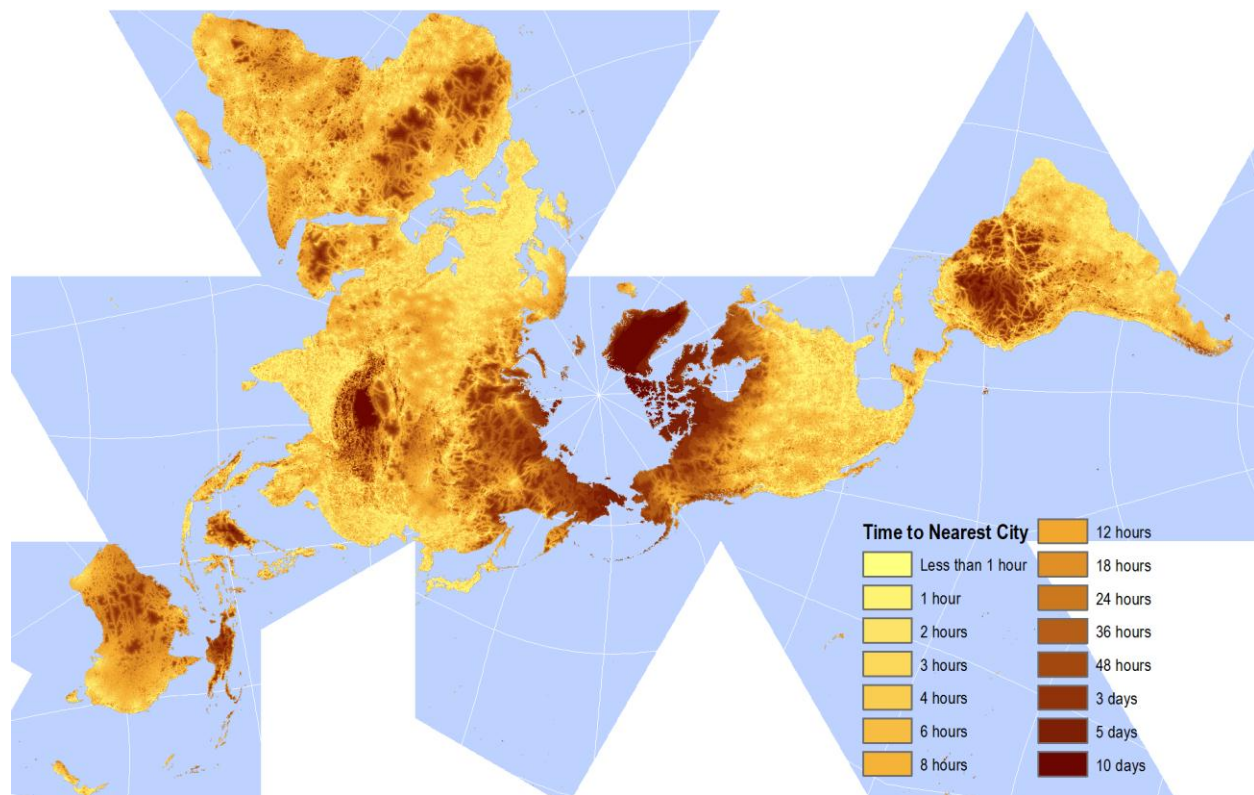 Time to Nearest City
Less than 1 hour
1 hour
2 hours
3 hours
4 hours
6 hours
8 hours
12 hours
18 hours
24 hours
36 hours
48 hours
3 days
5 days
10 days